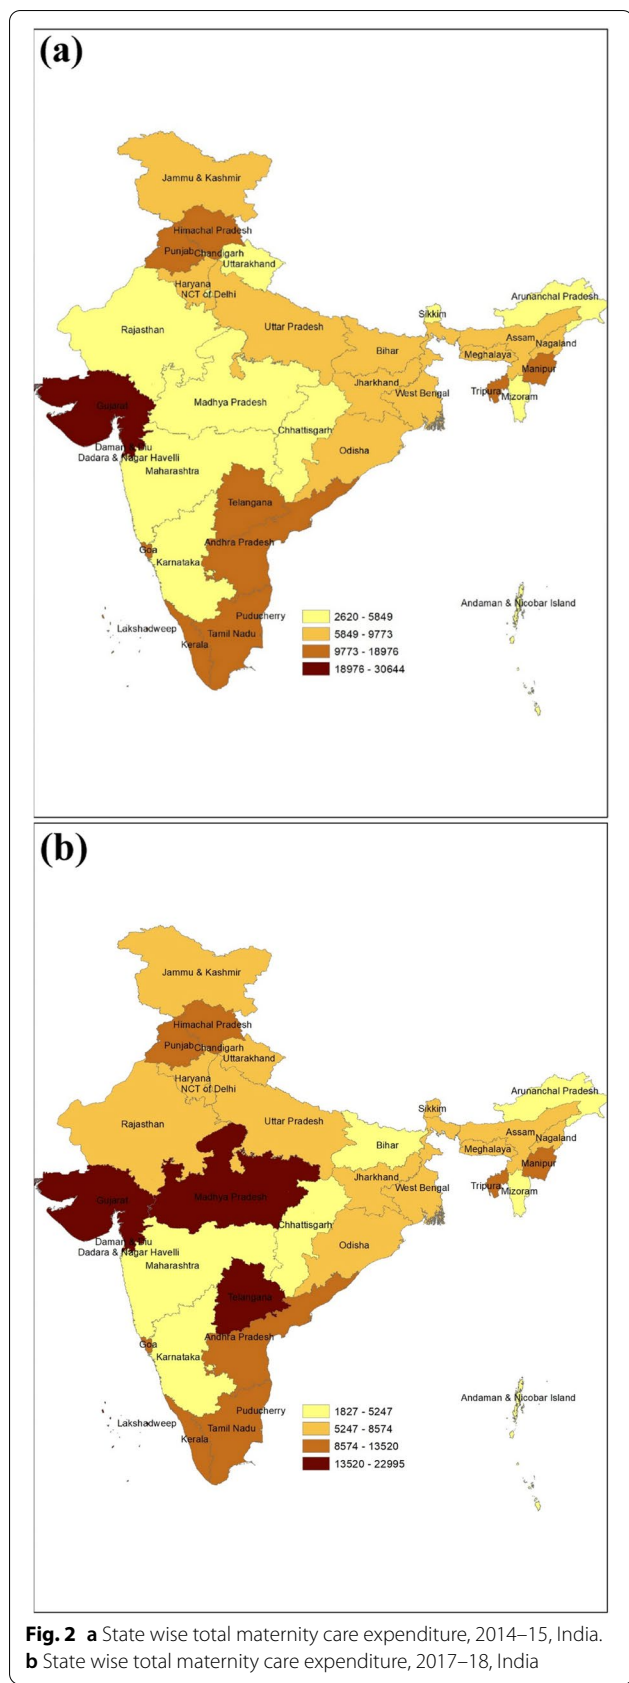 (a)
Jammu & Kashmir
Himachal Pradesh
Punjab Chandigarh
Uttarakhand
Haryana
NCT of Delhi
Rajasthan
Uttar Pradesh
Sikkim
Arunanchal Pradesh
Assam
Nagaland
Meghalaya
Bihar
Manipur
Jharkhand
Tripura
Mizoram
West Bengal
Gujarat
Madhya Pradesh
Chhattisgarh
Odisha
Daman & Diu
Dadara & Nagar Havelli
Maharashtra
Telangana
Goa
Andhra Pradesh
Karnataka
Andaman & Nicobar Island
Puducherry
Lakshadweep
Tamil Nadu
Kerala
2620 - 5849
5849 - 9773
9773 - 18976
18976 - 30644
(b)
Jammu & Kashmir
Himachal Pradesh
Punjab Chandigarh
Uttarakhand
Haryana
NCT of Delhi
Rajasthan
Uttar Pradesh
Sikkim
Arunanchal Pradesh
Assam
Nagaland
Meghalaya
Bihar
Manipur
Jharkhand
Tripura
Mizoram
West Bengal
Gujarat
Madhya Pradesh
Chhattisgarh
Odisha
Daman & Diu
Dadara & Nagar Havelli
Maharashtra
Telangana
Andhra Pradesh
Goa
Karnataka
Andaman & Nicobar Island
Puducherry
Lakshadweep
Tamil Nadu
Kerala
1827 - 5247
5247 - 8574
8574 - 13520
13520 - 22995
Fig. 2 a State wise total maternity care expenditure, 2014–15, India.
b State wise total maternity care expenditure, 2017–18, India